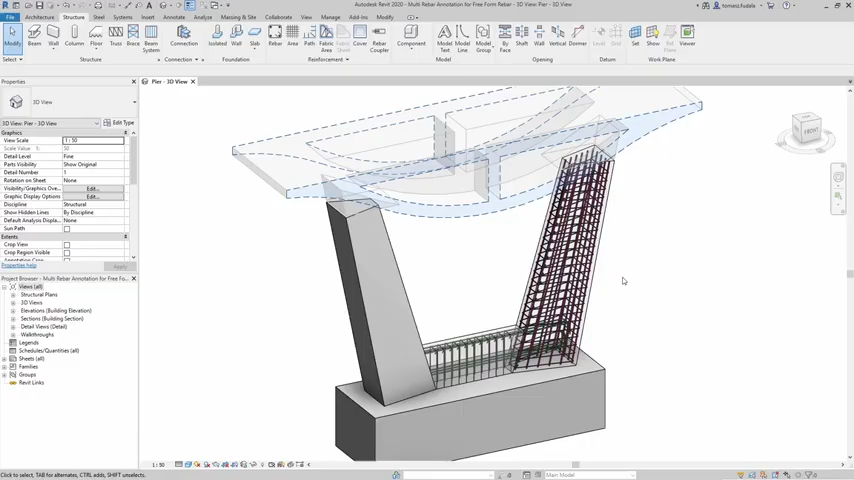 Autodesk Revit 2020 - Multi Rebar Annotation for Free Form Rebar - 3D View: Pier - 3D View
tomasz.fudala
File Architecture Structure Steel Systems Insert Annotate Analyze Massing & Site Collaborate View Manage Add-Ins Modify
Modify Beam Wall Column Floor Truss Brace Beam System Connection Isolated Wall Slab Rebar Area Path Fabric Area Cover Rebar Coupler Component Model Text Model Line Model Group By Face Shaft Wall Vertical Dormer Level Grid Set Show Ref Plane Viewer
Select Structure Connection Foundation Reinforcement Model Opening Datum Work Plane
Properties
Pier - 3D View
3D View
3D View: Pier - 3D View
Edit Type
Graphics
View Scale 1 : 50
Scale Value 1: 50
Detail Level Fine
Parts Visibility Show Original
Detail Number 1
Rotation on Sheet None
Visibility/Graphics Ove... Edit...
Graphic Display Options Edit...
Discipline Structural
Show Hidden Lines By Discipline
Default Analysis Displa... None
Sun Path
Extents
Crop View
Crop Region Visible
Annotation Crop
Properties help
Apply
Project Browser - Multi Rebar Annotation for Free Fo...
Views (all)
Structural Plans
3D Views
Elevations (Building Elevation)
Sections (Building Section)
Detail Views (Detail)
Walkthroughs
Legends
Schedules/Quantities (all)
Sheets (all)
Families
Groups
Revit Links
FRONT
1 : 50
Click to select, TAB for alternates, CTRL adds, SHIFT unselects.
:0
Main Model
:0